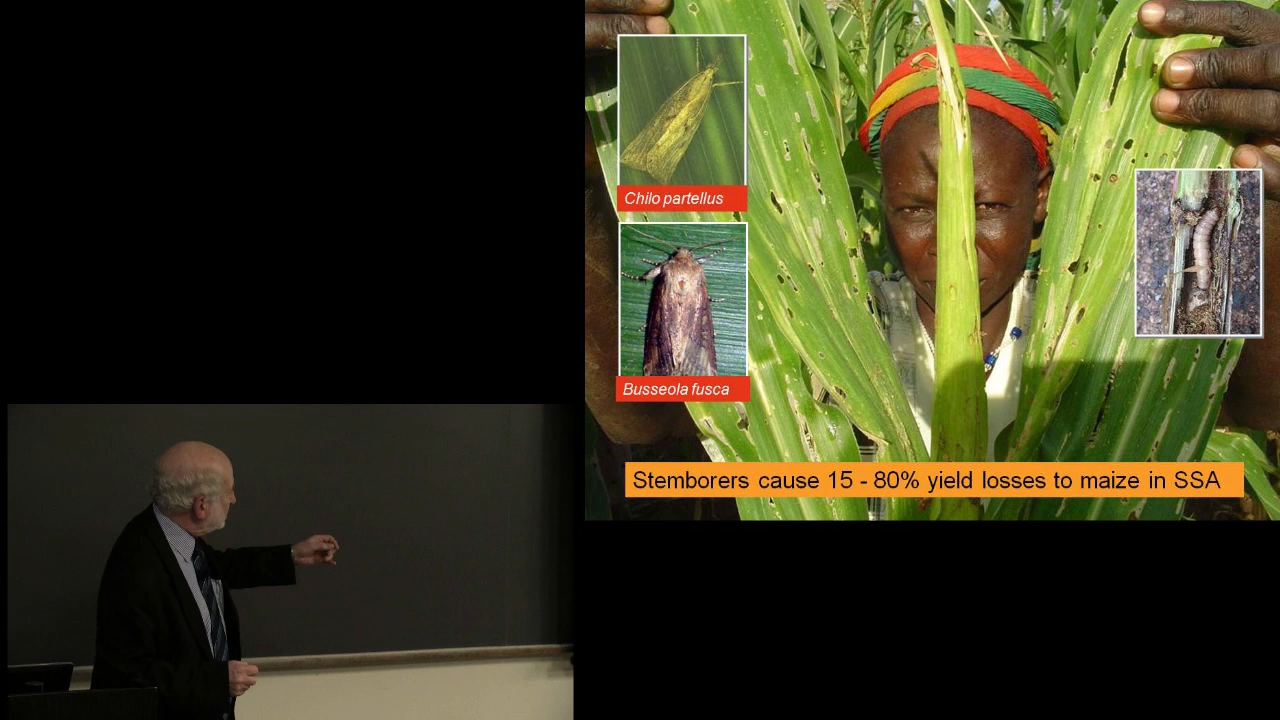 Chilo partellus
Busseola fusca
Stemborers cause 15 - 80% yield losses to maize in SSA